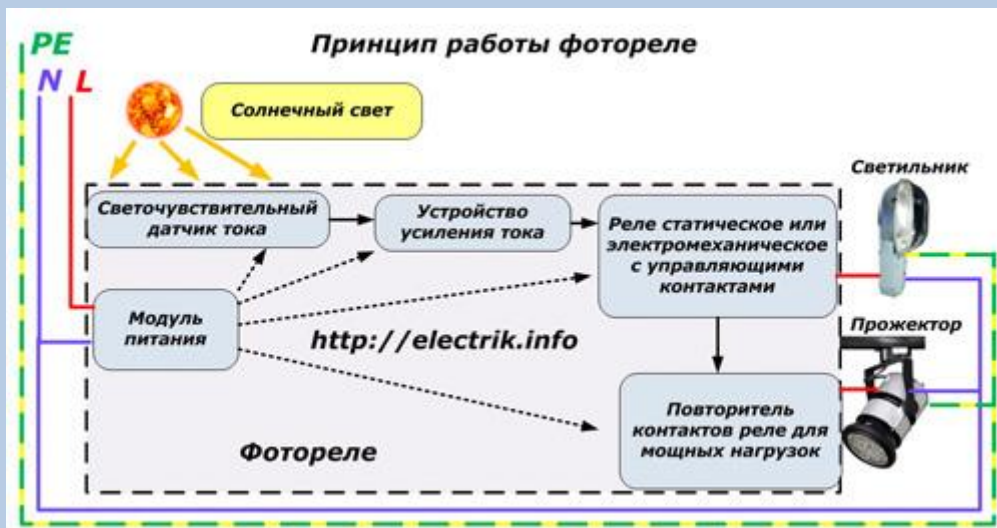 PE
Принцип работы фотореле
N L
Солнечный свет
Светильник
Светочувствительный
датчик тока
Устройство
усиления тока
Реле статическое или
электромеханическое
с управляющими
контактами
Модуль
питания
http://electrik.info
Прожектор
Повторитель
контактов реле для
мощных нагрузок
Фотореле